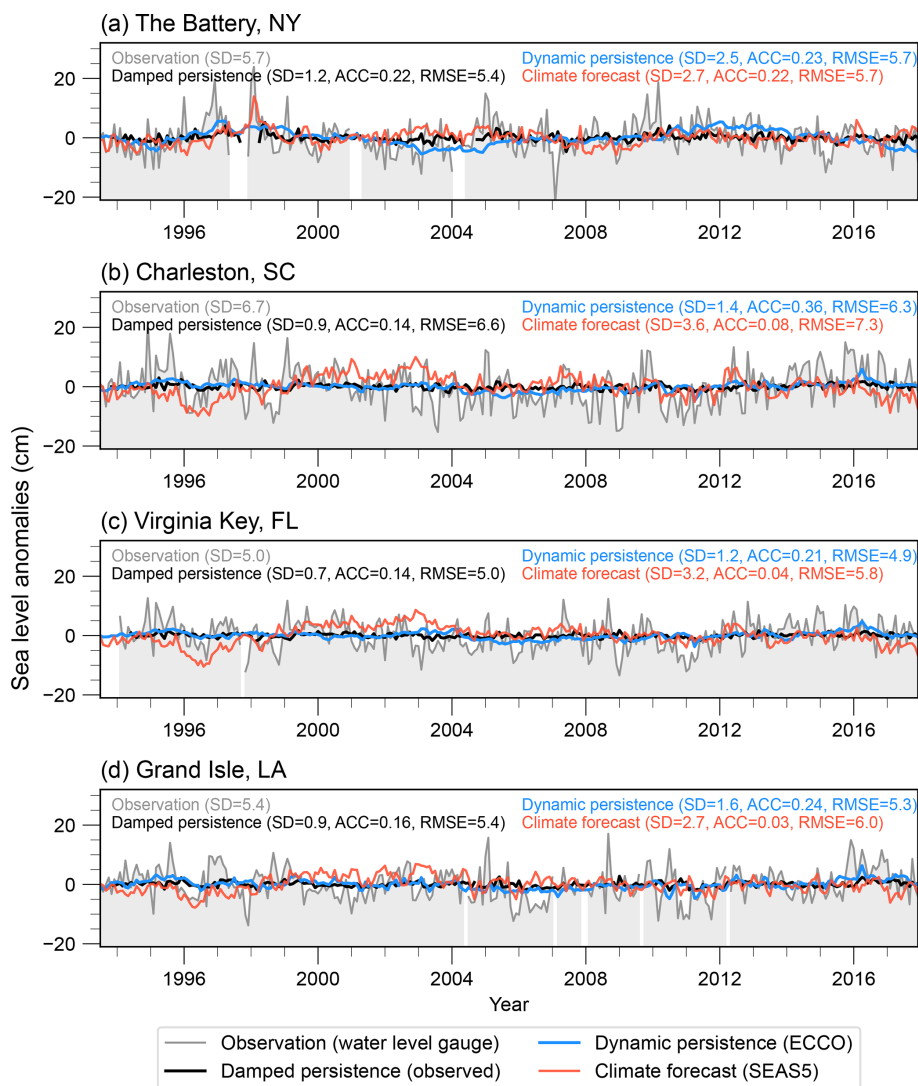 (a) The Battery, NY
Observation (SD=5.7)
Dynamic persistence (SD=2.5, ACC=0.23, RMSE=5.7)
Damped persistence (SD=1.2, ACC=0.22, RMSE=5.4)
Climate forecast (SD=2.7, ACC=0.22, RMSE=5.7)
20
0
−20
1996 2000 2004 2008 2012 2016
(b) Charleston, SC
Observation (SD=6.7)
Dynamic persistence (SD=1.4, ACC=0.36, RMSE=6.3)
Damped persistence (SD=0.9, ACC=0.14, RMSE=6.6)
Climate forecast (SD=3.6, ACC=0.08, RMSE=7.3)
20
0
−20
1996 2000 2004 2008 2012 2016
Sea level anomalies (cm)
(c) Virginia Key, FL
Observation (SD=5.0)
Dynamic persistence (SD=1.2, ACC=0.21, RMSE=4.9)
Damped persistence (SD=0.7, ACC=0.14, RMSE=5.0)
Climate forecast (SD=3.2, ACC=0.04, RMSE=5.8)
20
0
−20
1996 2000 2004 2008 2012 2016
(d) Grand Isle, LA
Observation (SD=5.4)
Dynamic persistence (SD=1.6, ACC=0.24, RMSE=5.3)
Damped persistence (SD=0.9, ACC=0.16, RMSE=5.4)
Climate forecast (SD=2.7, ACC=0.03, RMSE=6.0)
20
0
−20
1996 2000 2004 2008 2012 2016
Year
Observation (water level gauge)
Dynamic persistence (ECCO)
Damped persistence (observed)
Climate forecast (SEAS5)